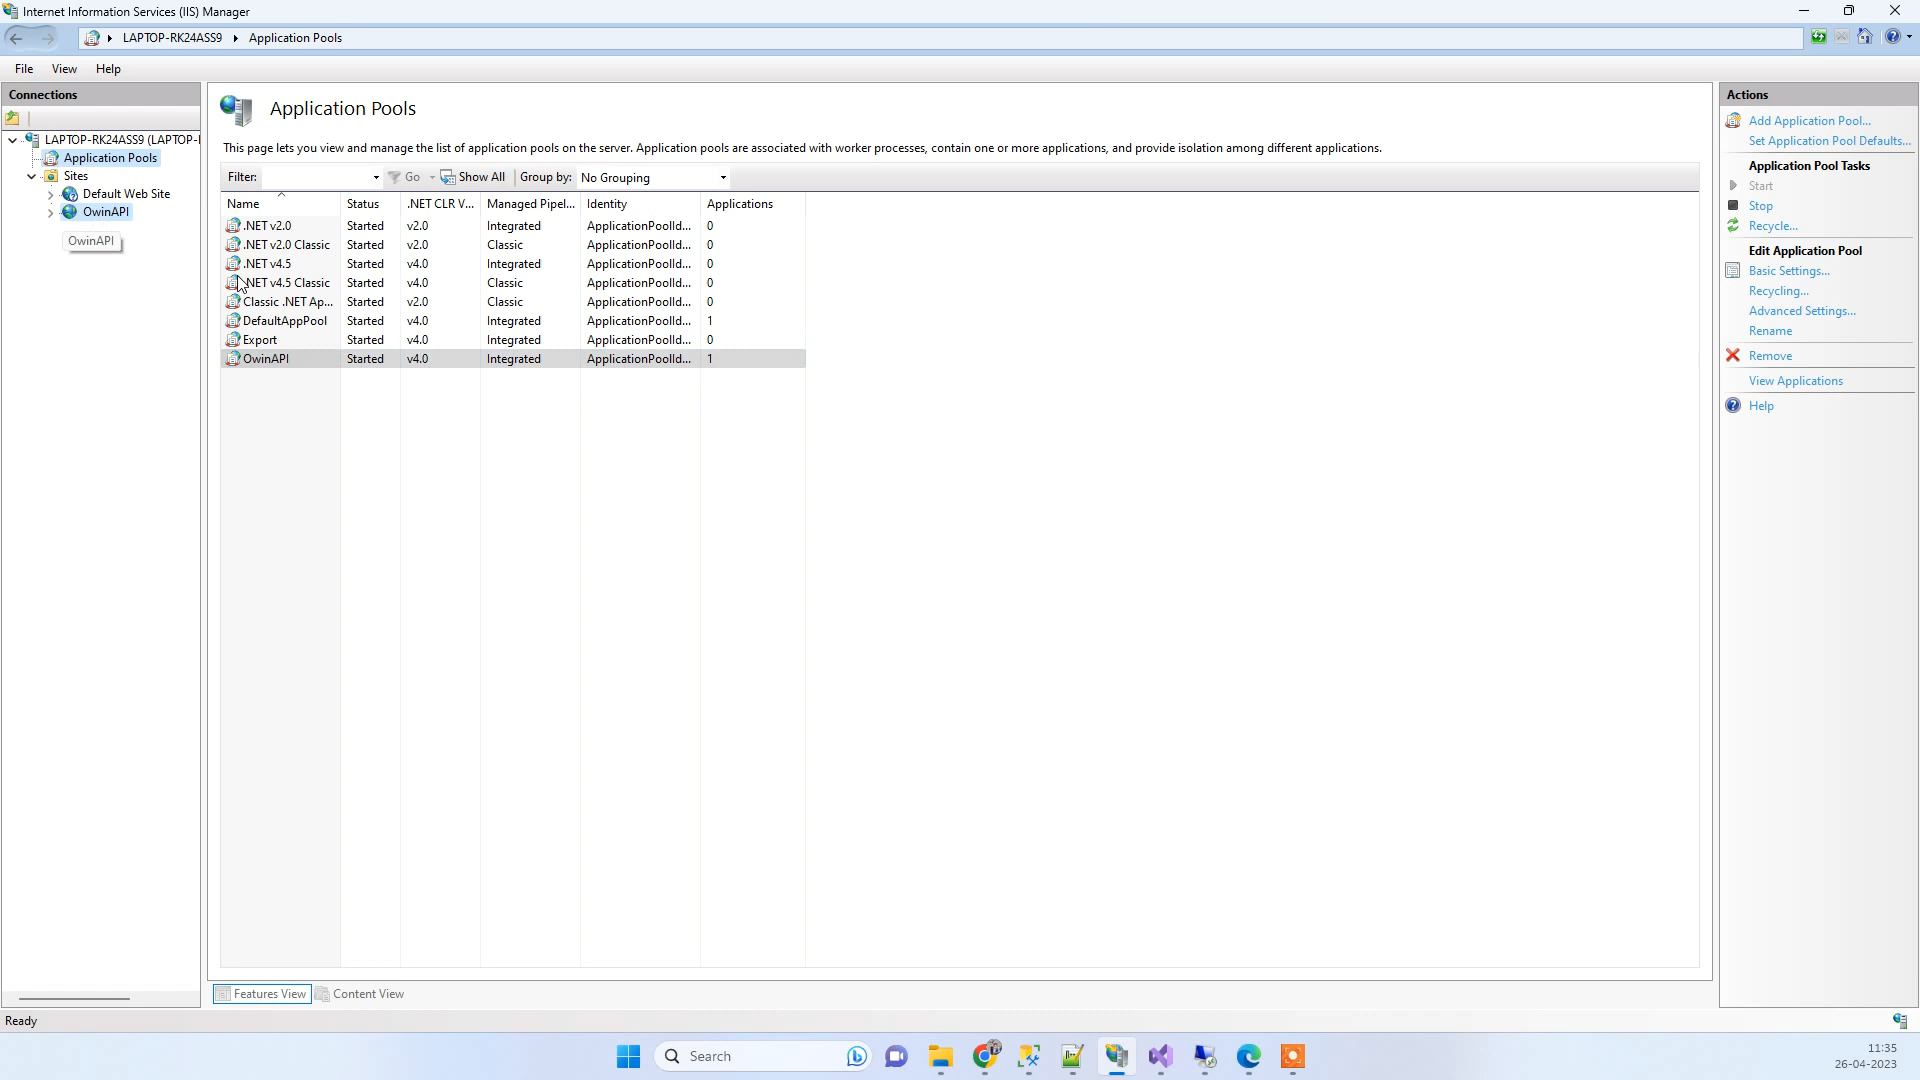 Internet Information Services (IIS) Manager
LAPTOP-RK24ASS9 Application Pools
File View Help
Connections
LAPTOP-RK24ASS9 (LAPTOP-
Application Pools
Sites
Default Web Site
OwinAPI
OwinAPI
Application Pools
This page lets you view and manage the list of application pools on the server. Application pools are associated with worker processes, contain one or more applications, and provide isolation among different applications.
Filter: Go Show All Group by: No Grouping
Name Status .NET CLR V... Managed Pipel... Identity Applications
.NET v2.0 Started v2.0 Integrated ApplicationPoolId... 0
.NET v2.0 Classic Started v2.0 Classic ApplicationPoolId... 0
.NET v4.5 Started v4.0 Integrated ApplicationPoolId... 0
.NET v4.5 Classic Started v4.0 Classic ApplicationPoolId... 0
Classic .NET Ap... Started v2.0 Classic ApplicationPoolId... 0
DefaultAppPool Started v4.0 Integrated ApplicationPoolId... 1
Export Started v4.0 Integrated ApplicationPoolId... 0
OwinAPI Started v4.0 Integrated ApplicationPoolId... 1
Features View Content View
Actions
Add Application Pool...
Set Application Pool Defaults...
Application Pool Tasks
Start
Stop
Recycle...
Edit Application Pool
Basic Settings...
Recycling...
Advanced Settings...
Rename
Remove
View Applications
Help
Ready
Search
11:35
26-04-2023